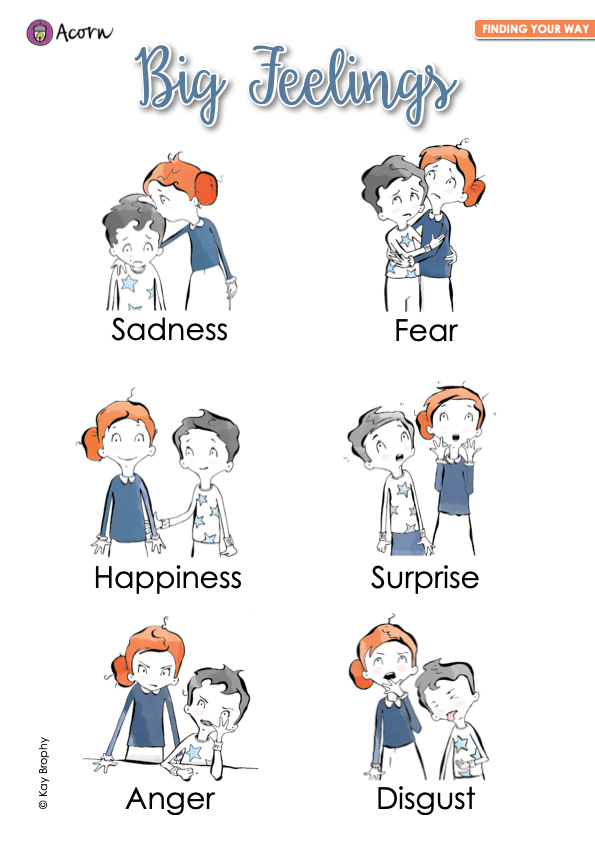 Acorn
FINDING YOUR WAY
Big Feelings
Sadness
Fear
Happiness
Surprise
Anger
Disgust
© Kay Brophy